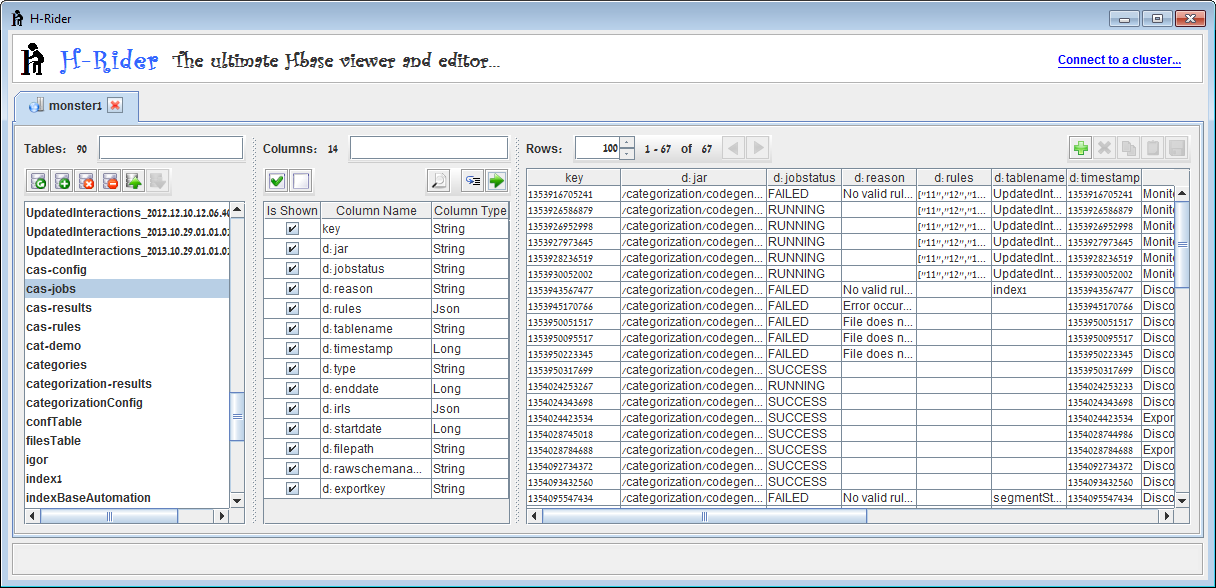 H-Rider
H-Rider The ultimate Hbase viewer and editor...
Connect to a cluster...
monster1
Tables: 90
UpdatedInteractions_2012.12.10.12.06.40
UpdatedInteractions_2013.10.29.01.01.01
UpdatedInteractions_2013.10.29.01.01.01
cas-config
cas-jobs
cas-results
cas-rules
cat-demo
categories
categorization-results
categorizationConfig
confTable
filesTable
igor
index1
indexBaseAutomation
Columns: 14
Is Shown Column Name Column Type
key String
d:jar String
d:jobstatus String
d:reason String
d:rules Json
d:tablename String
d:timestamp Long
d:type String
d:enddate Long
d:irls Json
d:startdate Long
d:filepath String
d:rawschemana... String
d:exportkey String
Rows: 100 1 - 67 of 67
key d:jar d:jobstatus d:reason d:rules d:tablename d:timestamp
1353916705241 /categorization/codegen... FAILED No valid rul... ["11","12","1... UpdatedInt... 1353916705241 Monito
1353926586879 /categorization/codegen... RUNNING ["11","12","1... UpdatedInt... 1353926586879 Monito
1353926952998 /categorization/codegen... RUNNING ["11","12","1... UpdatedInt... 1353926952998 Monito
1353927973645 /categorization/codegen... RUNNING ["11","12","1... UpdatedInt... 1353927973645 Monito
1353928236519 /categorization/codegen... RUNNING ["11","12","1... UpdatedInt... 1353928236519 Monito
1353930052002 /categorization/codegen... RUNNING ["11","12","1... UpdatedInt... 1353930052002 Monito
1353943567477 /categorization/codegen... FAILED No valid rul... index1 1353943567477 Disco
1353945170766 /categorization/codegen... FAILED Error occur... 1353945170766 Disco
1353950051517 /categorization/codegen... FAILED File does n... 1353950051517 Disco
1353950095517 /categorization/codegen... FAILED File does n... 1353950095517 Disco
1353950223345 /categorization/codegen... FAILED File does n... 1353950223345 Disco
1353950317699 /categorization/codegen... SUCCESS 1353950317699 Disco
1354024253267 /categorization/codegen... RUNNING 1354024253233 Disco
1354024343698 /categorization/codegen... SUCCESS 1354024343698 Disco
1354024423534 /categorization/codegen... SUCCESS 1354024423534 Expor
1354028745018 /categorization/codegen... SUCCESS 1354028744986 Disco
1354028784688 /categorization/codegen... SUCCESS 1354028784688 Expor
1354092734372 /categorization/codegen... SUCCESS 1354092734372 Disco
1354093432560 /categorization/codegen... SUCCESS 1354093432560 Disco
1354095547434 /categorization/codegen... FAILED No valid rul... segmentSt... 1354095547434 Disco